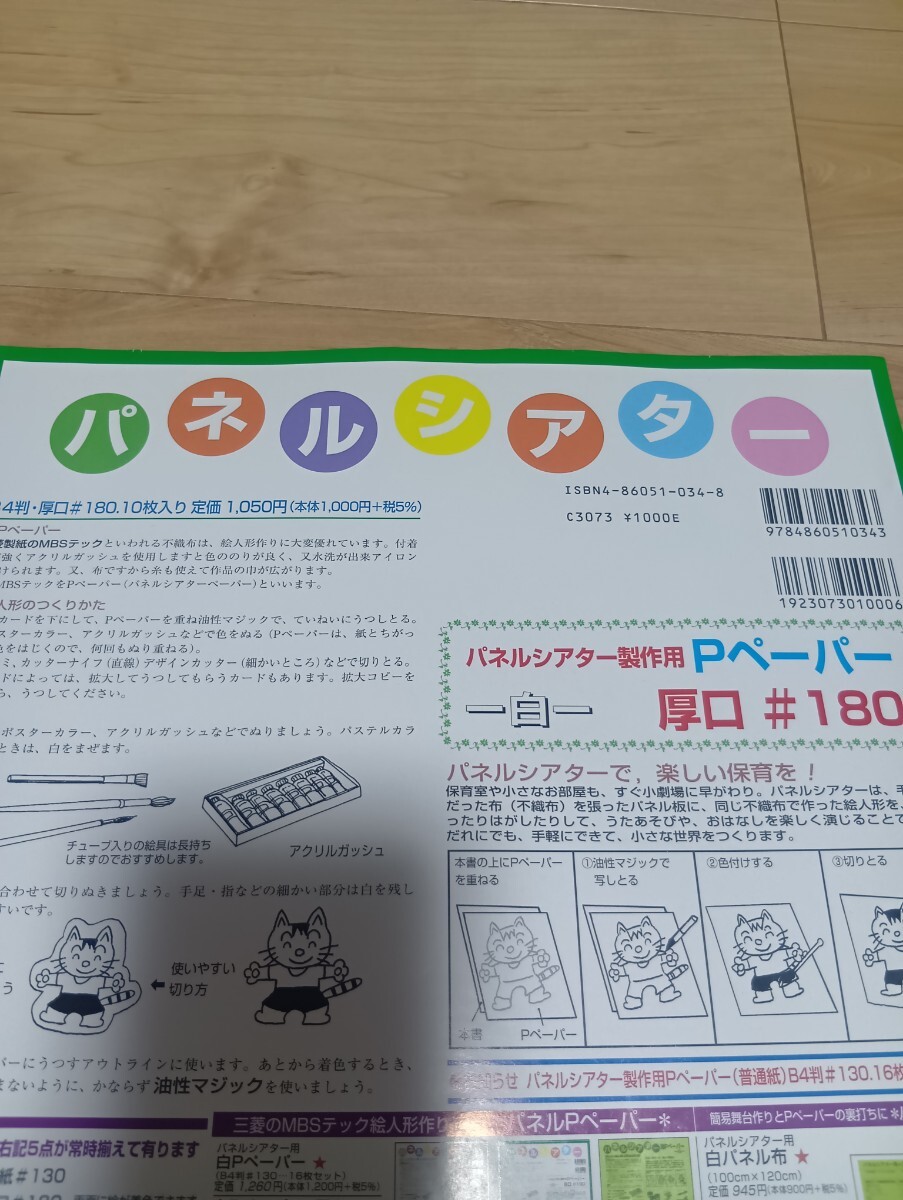 パネルシアター
4判・厚口＃180.10枚入り 定価 1,050円(本体1,000円+税5%)
ISBN4-86051-034-8
C3073 ¥1000E
9784860510343
1923073010006
Pペーパー
製紙のMBSテックといわれる不織布は、絵人形作りに大変優れています。付着
強くアクリルガッシュを使用しますと色ののりが良く、又水洗が出来アイロン
けられます。又、布ですから糸も使えて作品の巾が広がります。
MBSテックをPペーパー(パネルシアターペーパー)といいます。
人形のつくりかた
カードを下にして、Pペーパーを重ね油性マジックで、ていねいにうつしとる。
スターカラー、アクリルガッシュなどで色をぬる(Pペーパーは、紙とちがっ
色をはじくので、何回もぬり重ねる)。
ミ、カッターナイフ(直線)デザインカッター(細かいところ)などで切りとる。
ドによっては、拡大してうつしてもらうカードもあります。拡大コピーを
ら、うつしてください。
ポスターカラー、アクリルガッシュなどでぬりましょう。パステルカラ
ときは、白をまぜます。
チューブ入りの絵具は長持ち
しますのでおすすめします。
アクリルガッシュ
合わせて切りぬきましょう。手足・指などの細かい部分は白を残し
すいです。
使いやすい
切り方
パーにうつすアウトラインに使います。あとから着色するとき、
まないように、かならず油性マジックを使いましょう。
パネルシアター製作用 Pペーパー
白
厚口 ＃180
パネルシアターで，楽しい保育を！
保育室や小さなお部屋も、すぐ小劇場に早がわり。パネルシアターは、手
だった布（不織布）を張ったパネル板に、同じ不織布で作った絵人形を、
ったりはがしたりして、うたあそびや、おはなしを楽しく演じることで
だれにでも、手軽にできて、小さな世界をつくります。
本書の上にPペーパー
を重ねる
①油性マジックで
写しとる
②色付けする
③切りとる
本書
Pペーパー
らせ パネルシアター製作用Pペーパー(普通紙)B4判＃130.16枚
右記5点が常時揃えて有ります
紙＃130
三菱のMBSテック絵人形作り
パネルPペーパー＊
パネルシアター用
白Pペーパー ★
(B4判＃130―16枚セット)
定価 1,260円(本体1,200円+税5%)
簡易舞台作りとPペーパーの裏打ちに＊
パネルシアター用
白パネル布 ★
(100cm×120cm)
定価 945円(本体900円+税5%)